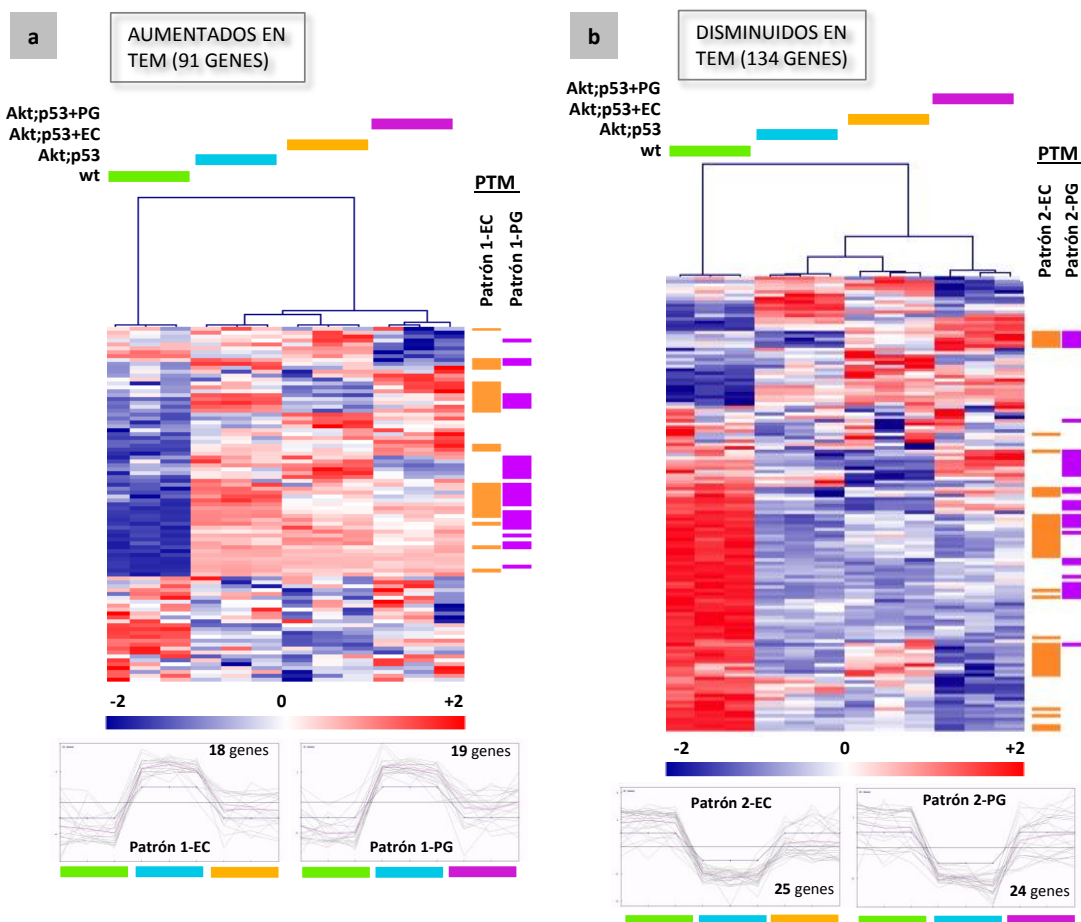 a
AUMENTADOS EN
TEM (91 GENES)
Akt;p53+PG
Akt;p53+EC
Akt;p53
wt
PTM
Patrón 1-EC
Patrón 1-PG
-2
0
+2
18 genes
Patrón 1-EC
19 genes
Patrón 1-PG
b
DISMINUIDOS EN
TEM (134 GENES)
Akt;p53+PG
Akt;p53+EC
Akt;p53
wt
PTM
Patrón 2-EC
Patrón 2-PG
-2
0
+2
Patrón 2-EC
25 genes
Patrón 2-PG
24 genes